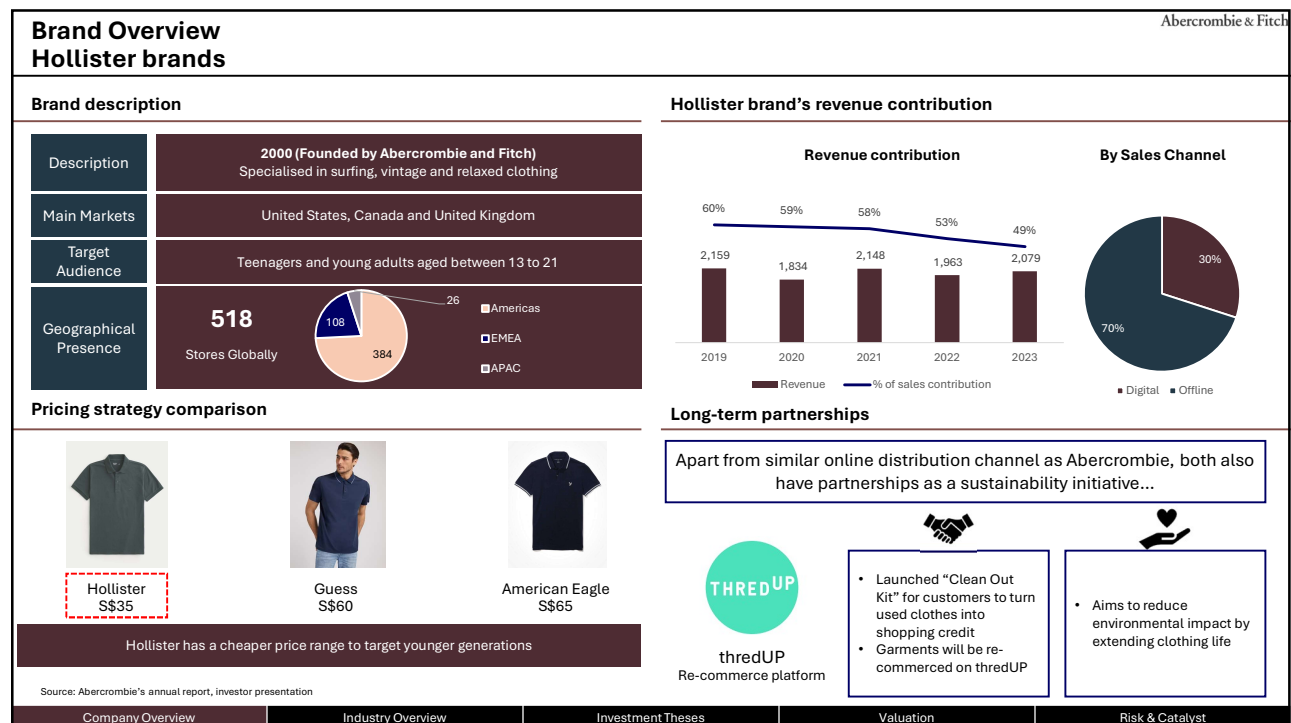 Brand Overview
Hollister brands
Abercrombie & Fitch
Brand description
Description
2000 (Founded by Abercrombie and Fitch)
Specialised in surfing, vintage and relaxed clothing
Main Markets
United States, Canada and United Kingdom
Target
Audience
Teenagers and young adults aged between 13 to 21
Geographical
Presence
518
Stores Globally
26
108
384
Americas
EMEA
APAC
Hollister brand’s revenue contribution
Revenue contribution
60%
59%
58%
53%
49%
2,159
1,834
2,148
1,963
2,079
2019
2020
2021
2022
2023
Revenue
% of sales contribution
By Sales Channel
30%
70%
Digital
Offline
Pricing strategy comparison
Hollister
S$35
Guess
S$60
American Eagle
S$65
Hollister has a cheaper price range to target younger generations
Long-term partnerships
Apart from similar online distribution channel as Abercrombie, both also
have partnerships as a sustainability initiative...
THREDUP
thredUP
Re-commerce platform
• Launched “Clean Out
Kit” for customers to turn
used clothes into
shopping credit
• Garments will be re-
commerced on thredUP
• Aims to reduce
environmental impact by
extending clothing life
Source: Abercrombie’s annual report, investor presentation
Company Overview
Industry Overview
Investment Theses
Valuation
Risk & Catalyst